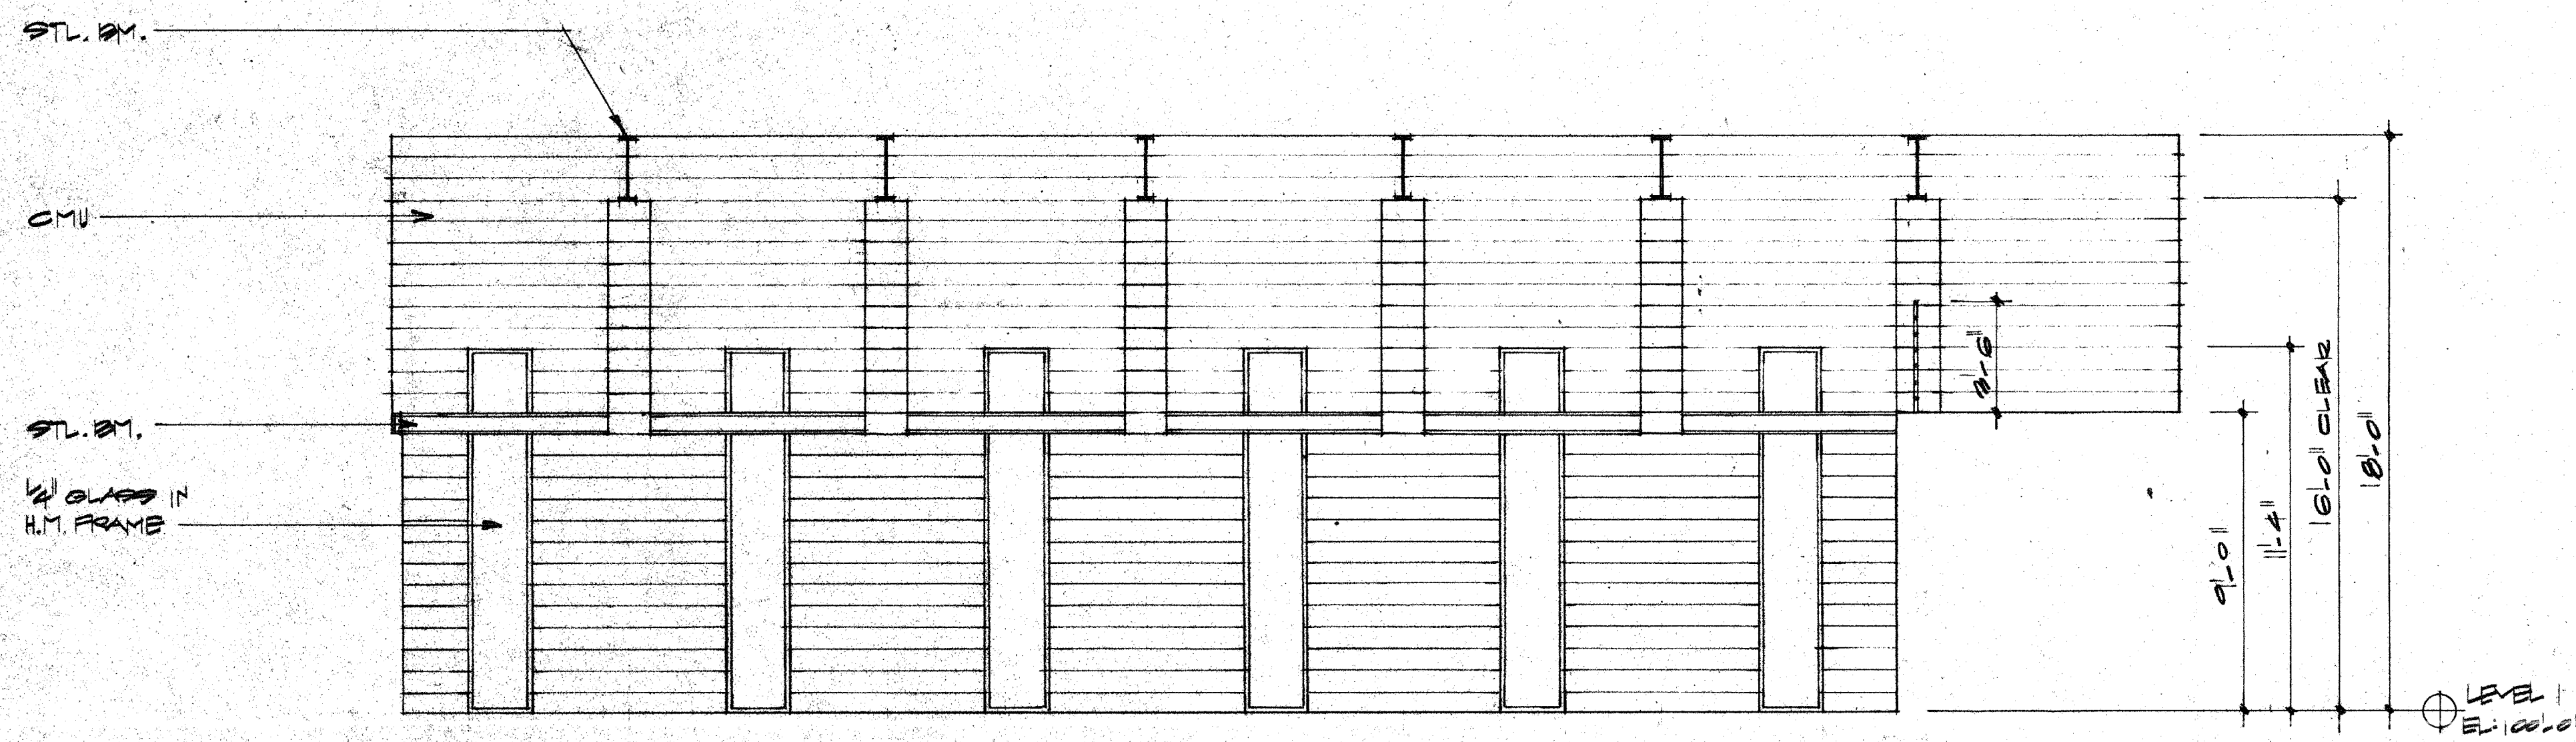 STL. BM.
CMU
STL. BM.
1/4" GLASS IN
H.M. FRAME
3'-6"
9'-0"
11'-4"
16'-0" CLEAR
18'-0"
LEVEL 1
EL: 100'-0